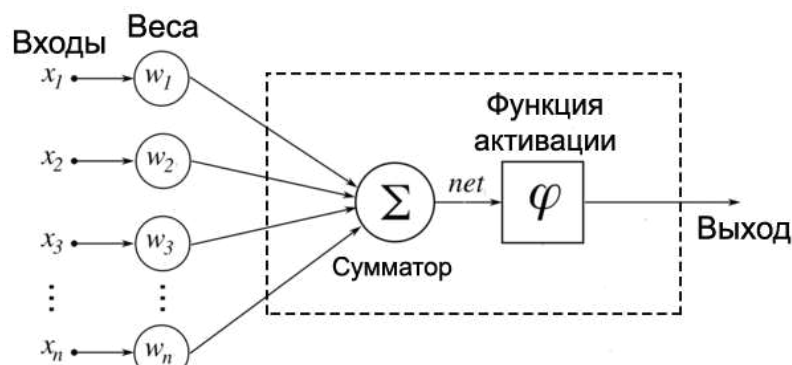 Входы
Веса
x1
w1
x2
w2
x3
w3
xn
wn
Σ
Сумматор
net
Функция
активации
φ
Выход